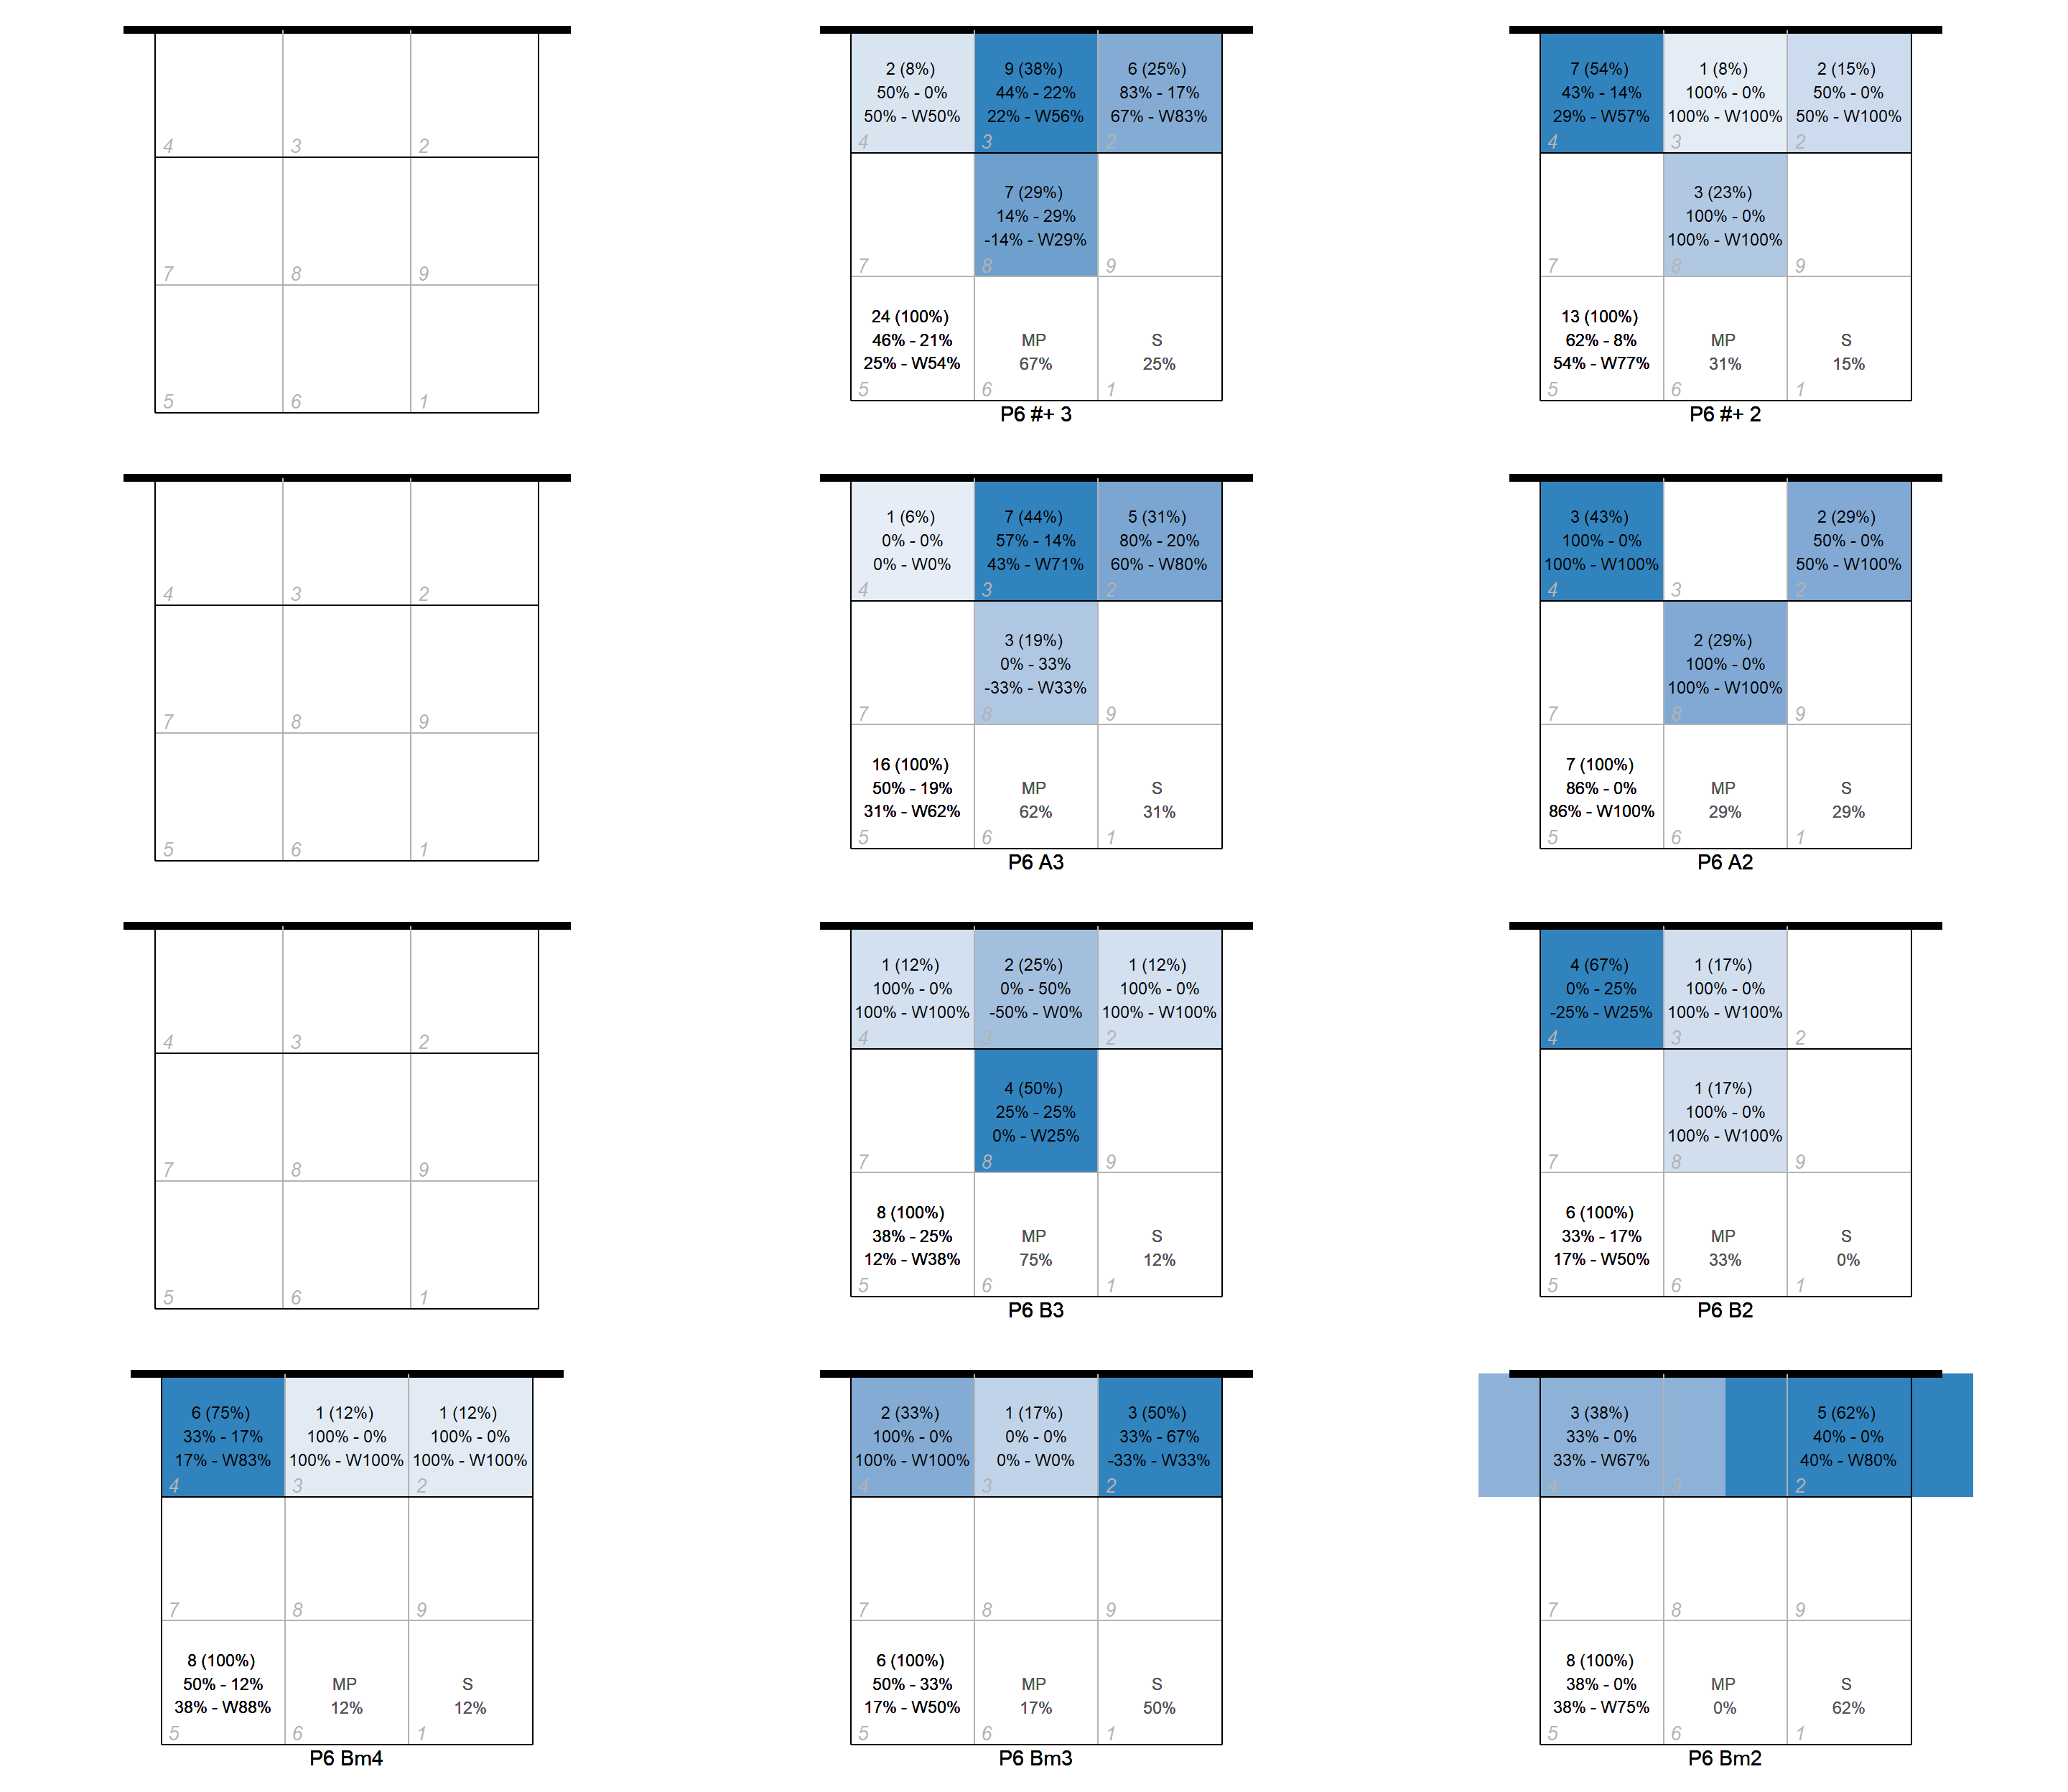 4 3 2
7 8 9
5 6 1
2 (8%) 9 (38%) 6 (25%)
50% - 0% 44% - 22% 83% - 17%
50% - W50% 22% - W56% 67% - W83%
4 3 2
7 (29%)
14% - 29%
-14% - W29%
7 8 9
24 (100%)
46% - 21% MP S
25% - W54% 67% 25%
5 6 1
P6 #+ 3
7 (54%) 1 (8%) 2 (15%)
43% - 14% 100% - 0% 50% - 0%
29% - W57% 100% - W100% 50% - W100%
4 3 2
3 (23%)
100% - 0%
100% - W100%
7 8 9
13 (100%)
62% - 8% MP S
54% - W77% 31% 15%
5 6 1
P6 #+ 2
4 3 2
7 8 9
5 6 1
1 (6%) 7 (44%) 5 (31%)
0% - 0% 57% - 14% 80% - 20%
0% - W0% 43% - W71% 60% - W80%
4 3 2
3 (19%)
0% - 33%
-33% - W33%
7 8 9
16 (100%)
50% - 19% MP S
31% - W62% 62% 31%
5 6 1
P6 A3
3 (43%) 2 (29%)
100% - 0% 50% - 0%
100% - W100% 50% - W100%
4 3 2
2 (29%)
100% - 0%
100% - W100%
7 8 9
7 (100%)
86% - 0% MP S
86% - W100% 29% 29%
5 6 1
P6 A2
4 3 2
7 8 9
5 6 1
1 (12%) 2 (25%) 1 (12%)
100% - 0% 0% - 50% 100% - 0%
100% - W100% -50% - W0% 100% - W100%
4 3 2
4 (50%)
25% - 25%
0% - W25%
7 8 9
8 (100%)
38% - 25% MP S
12% - W38% 75% 12%
5 6 1
P6 B3
4 (67%) 1 (17%)
0% - 25% 100% - 0%
-25% - W25% 100% - W100%
4 3 2
1 (17%)
100% - 0%
100% - W100%
7 8 9
6 (100%)
33% - 17% MP S
17% - W50% 33% 0%
5 6 1
P6 B2
6 (75%) 1 (12%) 1 (12%)
33% - 17% 100% - 0% 100% - 0%
17% - W83% 100% - W100% 100% - W100%
4 3 2
7 8 9
8 (100%)
50% - 12% MP S
38% - W88% 12% 12%
5 6 1
P6 Bm4
2 (33%) 1 (17%) 3 (50%)
100% - 0% 0% - 0% 33% - 67%
100% - W100% 0% - W0% -33% - W33%
4 3 2
7 8 9
6 (100%)
50% - 33% MP S
17% - W50% 17% 50%
5 6 1
P6 Bm3
3 (38%) 5 (62%)
33% - 0% 40% - 0%
33% - W67% 40% - W80%
4 3 2
7 8 9
8 (100%)
38% - 0% MP S
38% - W75% 0% 62%
5 6 1
P6 Bm2